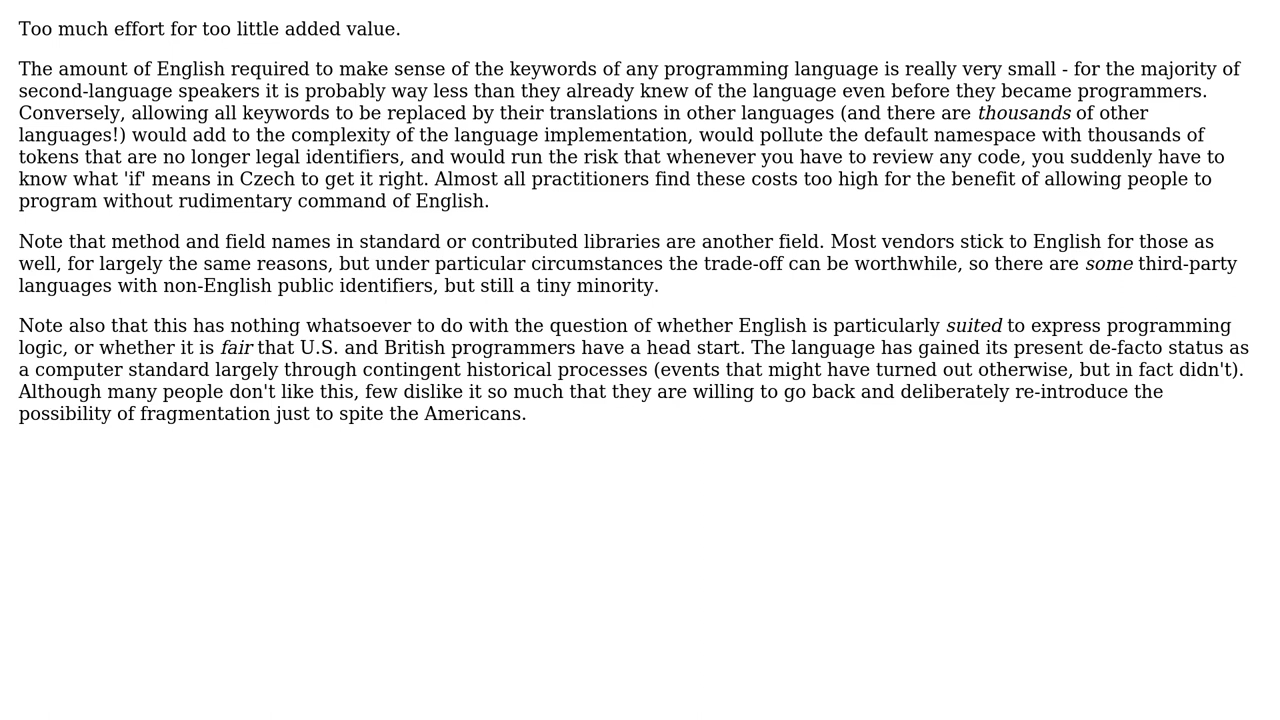 Too much effort for too little added value.
The amount of English required to make sense of the keywords of any programming language is really very small - for the majority of
second-language speakers it is probably way less than they already knew of the language even before they became programmers.
Conversely, allowing all keywords to be replaced by their translations in other languages (and there are thousands of other
languages!) would add to the complexity of the language implementation, would pollute the default namespace with thousands of
tokens that are no longer legal identifiers, and would run the risk that whenever you have to review any code, you suddenly have to
know what 'if' means in Czech to get it right. Almost all practitioners find these costs too high for the benefit of allowing people to
program without rudimentary command of English.
Note that method and field names in standard or contributed libraries are another field. Most vendors stick to English for those as
well, for largely the same reasons, but under particular circumstances the trade-off can be worthwhile, so there are some third-party
languages with non-English public identifiers, but still a tiny minority.
Note also that this has nothing whatsoever to do with the question of whether English is particularly suited to express programming
logic, or whether it is fair that U.S. and British programmers have a head start. The language has gained its present de-facto status as
a computer standard largely through contingent historical processes (events that might have turned out otherwise, but in fact didn't).
Although many people don't like this, few dislike it so much that they are willing to go back and deliberately re-introduce the
possibility of fragmentation just to spite the Americans.